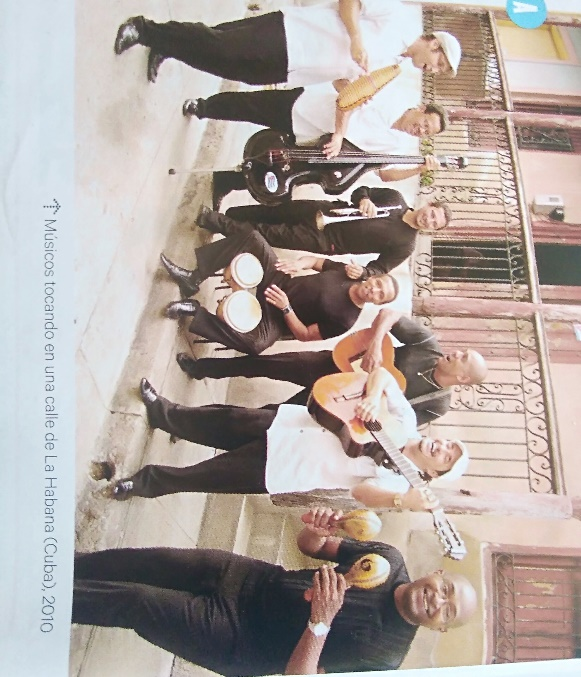 A
↑ Músicos tocando en una calle de La Habana (Cuba), 2010